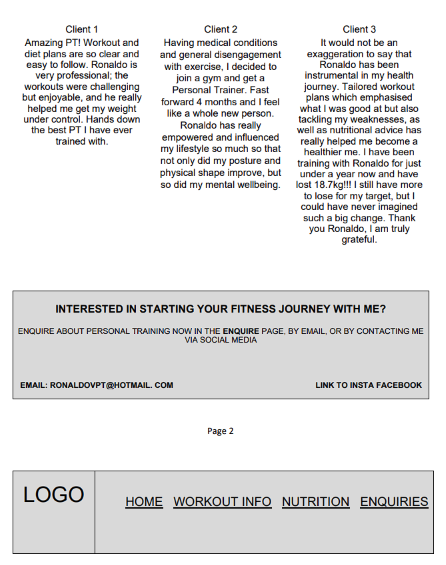 Client 1
Amazing PT! Workout and
diet plans are so clear and
easy to follow. Ronaldo is
very professional; the
workouts were challenging
but enjoyable, and he really
helped me get my weight
under control. Hands down
the best PT I have ever
trained with.
Client 2
Having medical conditions
and general disengagement
with exercise, I decided to
join a gym and get a
Personal Trainer. Fast
forward 4 months and I feel
like a whole new person.
Ronaldo has really
empowered and influenced
my lifestyle so much so that
not only did my posture and
physical shape improve, but
so did my mental wellbeing.
Client 3
It would not be an
exaggeration to say that
Ronaldo has been
instrumental in my health
journey. Tailored workout
plans which emphasised
what I was good at but also
tackling my weaknesses, as
well as nutritional advice has
really helped me become a
healthier me. I have been
training with Ronaldo for just
under a year now and have
lost 18.7kg!!! I still have more
to lose for my target, but I
could have never imagined
such a big change. Thank
you Ronaldo, I am truly
grateful.
INTERESTED IN STARTING YOUR FITNESS JOURNEY WITH ME?
ENQUIRE ABOUT PERSONAL TRAINING NOW IN THE ENQUIRE PAGE, BY EMAIL, OR BY CONTACTING ME
VIA SOCIAL MEDIA
EMAIL: RONALDOVPT@HOTMAIL. COM
LINK TO INSTA FACEBOOK
Page 2
LOGO
HOME WORKOUT INFO NUTRITION ENQUIRIES